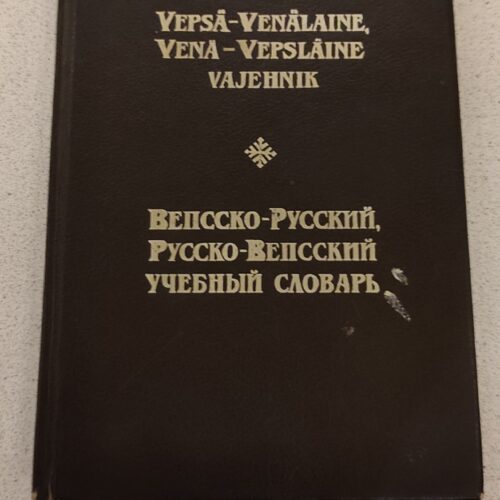 VEPSÄ-VENÄLAINE,
VENA-VEPSLÄINE
VAJEHNIK
ВЕПССКО-РУССКИЙ,
РУССКО-ВЕПССКИЙ
УЧЕБНЫЙ СЛОВАРЬ